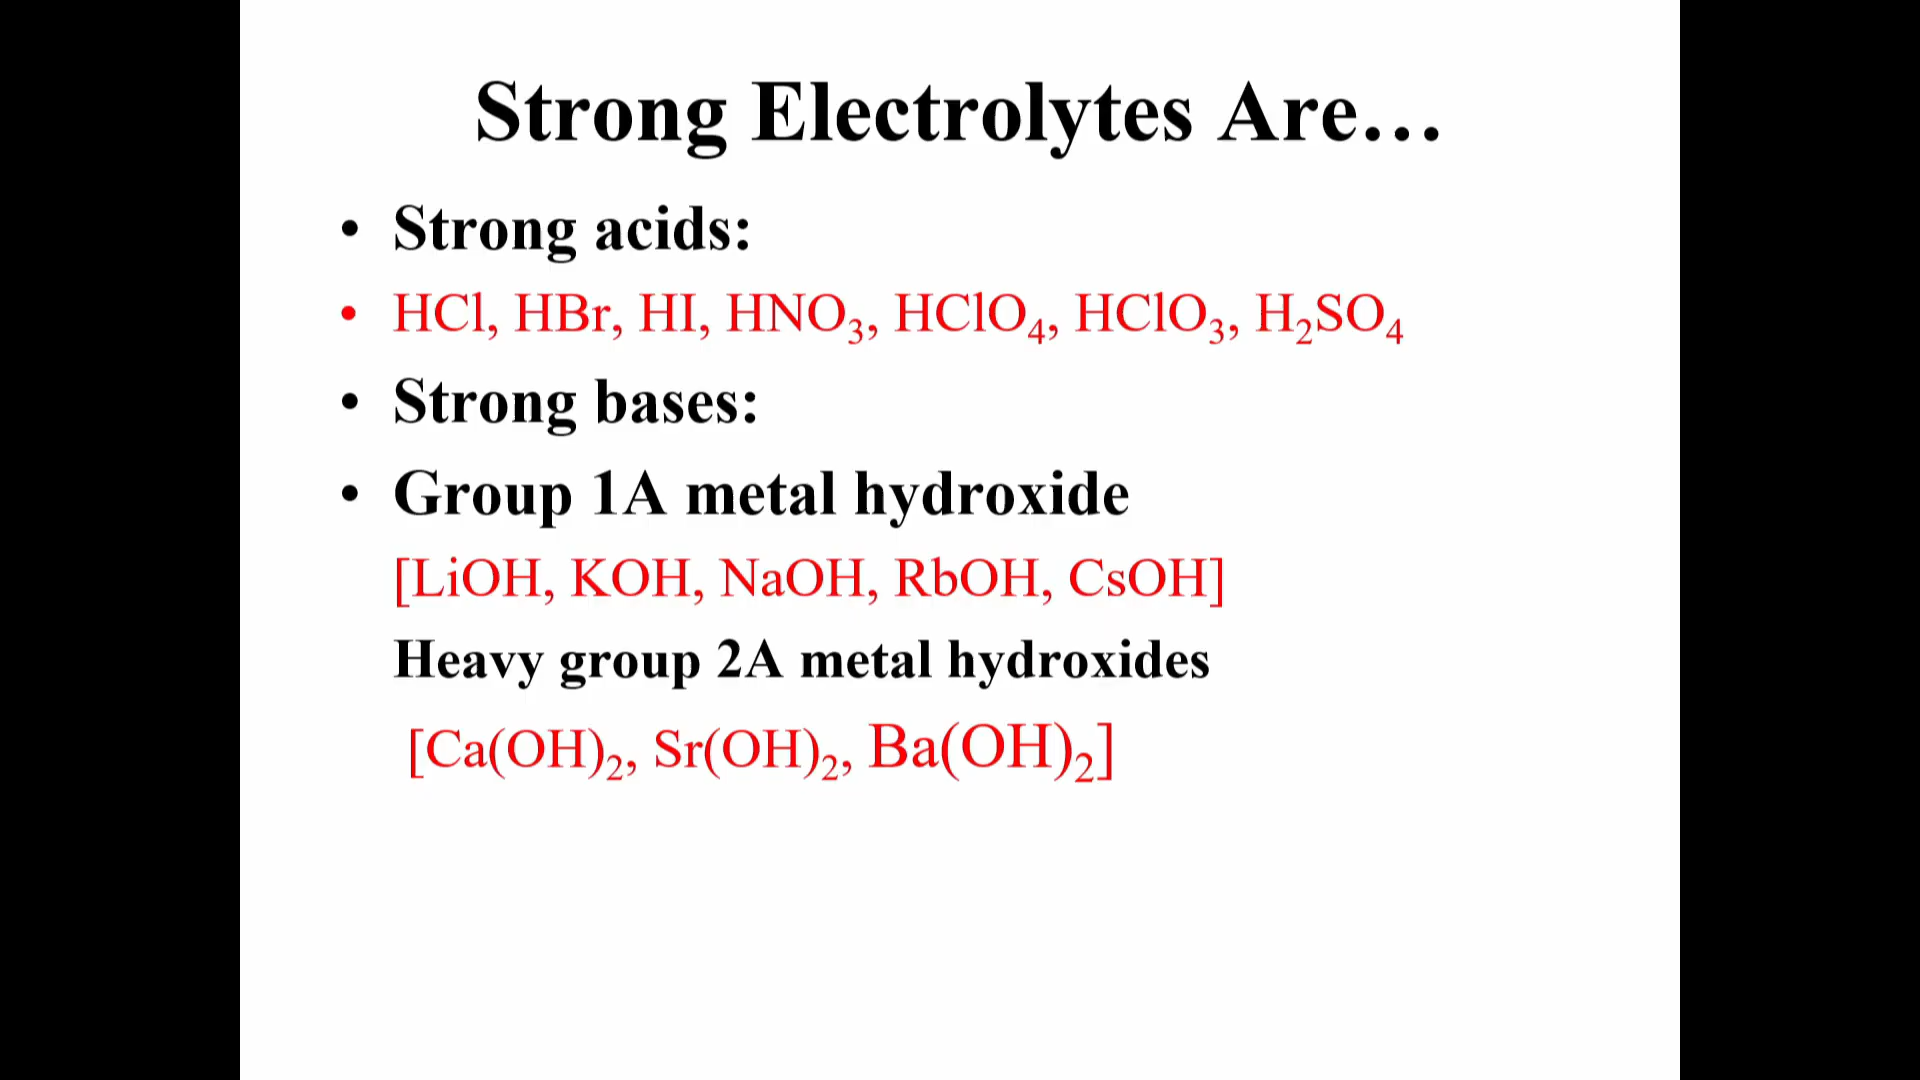 Strong Electrolytes Are…
• Strong acids:
• HCl, HBr, HI, HNO₃, HClO₄, HClO₃, H₂SO₄
• Strong bases:
• Group 1A metal hydroxide
[LiOH, KOH, NaOH, RbOH, CsOH]
Heavy group 2A metal hydroxides
[Ca(OH)₂, Sr(OH)₂, Ba(OH)₂]